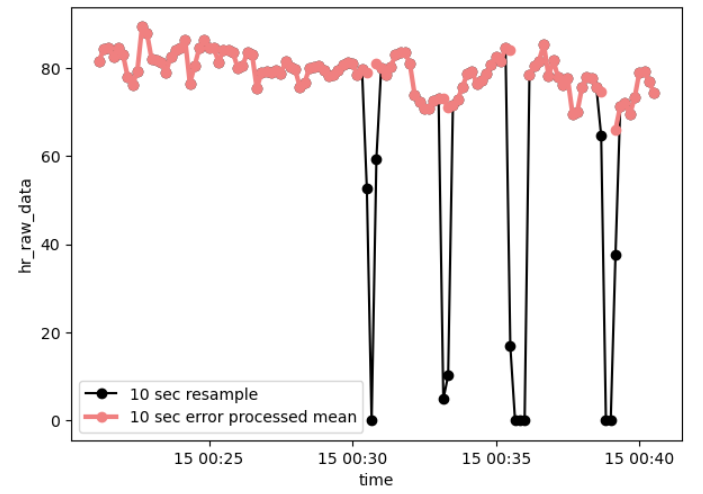 hr_raw_data
80
60
40
20
0
10 sec resample
10 sec error processed mean
15 00:25
15 00:30
15 00:35
15 00:40
time